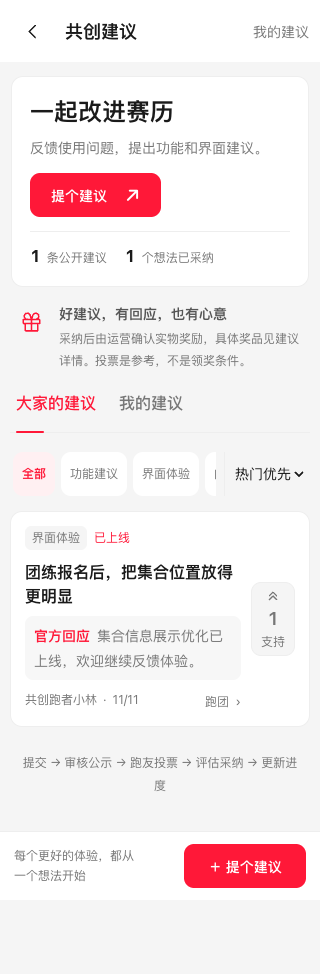 共创建议
我的建议
一起改进赛历
反馈使用问题，提出功能和界面建议。
提个建议
1 条公开建议 1 个想法已采纳
好建议，有回应，也有心意
采纳后由运营确认实物奖励，具体奖品见建议
详情。投票是参考，不是领奖条件。
大家的建议 我的建议
全部 功能建议 界面体验 热门优先
界面体验 已上线
团练报名后，把集合位置放得
更明显
官方回应 集合信息展示优化已
上线，欢迎继续反馈体验。
1
支持
共创跑者小林 · 11/11
跑团 ›
提交 → 审核公示 → 跑友投票 → 评估采纳 → 更新进
度
每个更好的体验，都从
一个想法开始
+ 提个建议